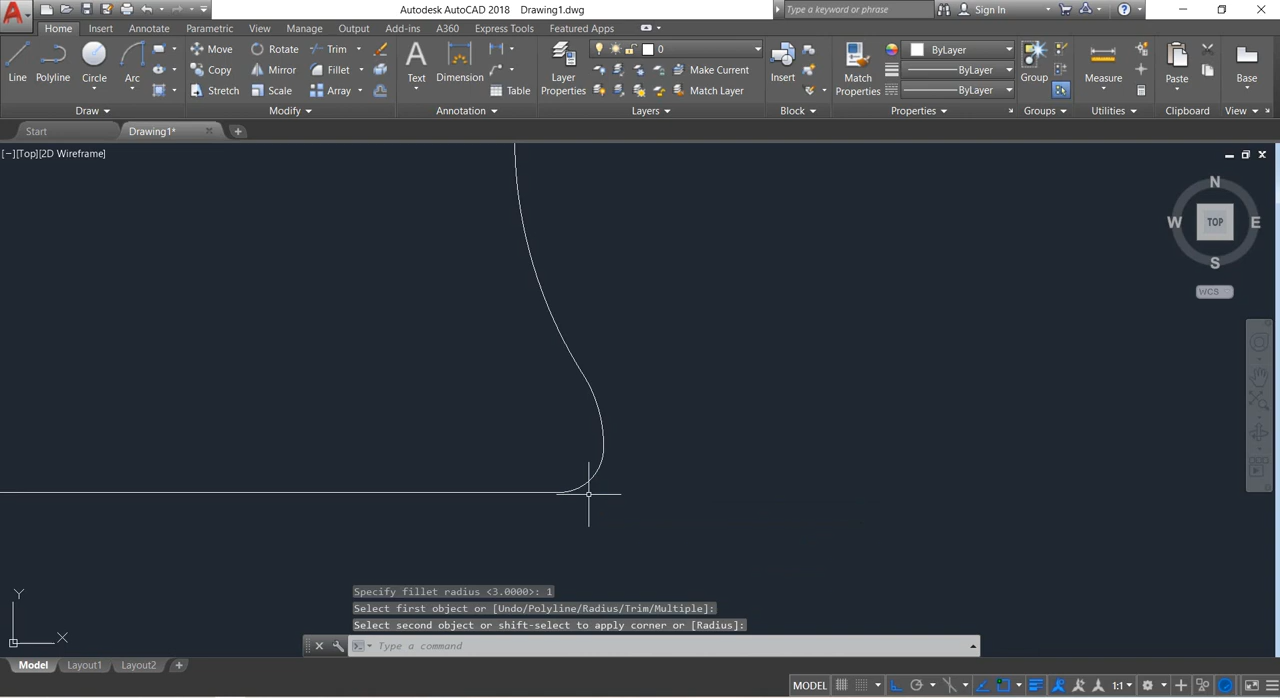 Autodesk AutoCAD 2018 Drawing1.dwg
Type a keyword or phrase
Sign In
Home Insert Annotate Parametric View Manage Output Add-ins A360 Express Tools Featured Apps
Line Polyline Circle Arc
Move Rotate Trim
Copy Mirror Fillet
Stretch Scale Array
Text Dimension
Table
Layer Properties
0
Make Current
Match Layer
Insert
Match Properties
ByLayer
ByLayer
ByLayer
Group
Measure
Paste
Base
Draw Modify Annotation Layers Block Properties Groups Utilities Clipboard View
Start Drawing1*
[−][Top][2D Wireframe]
N
W TOP E
S
WCS
Y
X
Specify fillet radius <3.0000>: 1
Select first object or [Undo/Polyline/Radius/Trim/Multiple]:
Select second object or shift-select to apply corner or [Radius]:
Type a command
Model Layout1 Layout2 +
MODEL 1:1